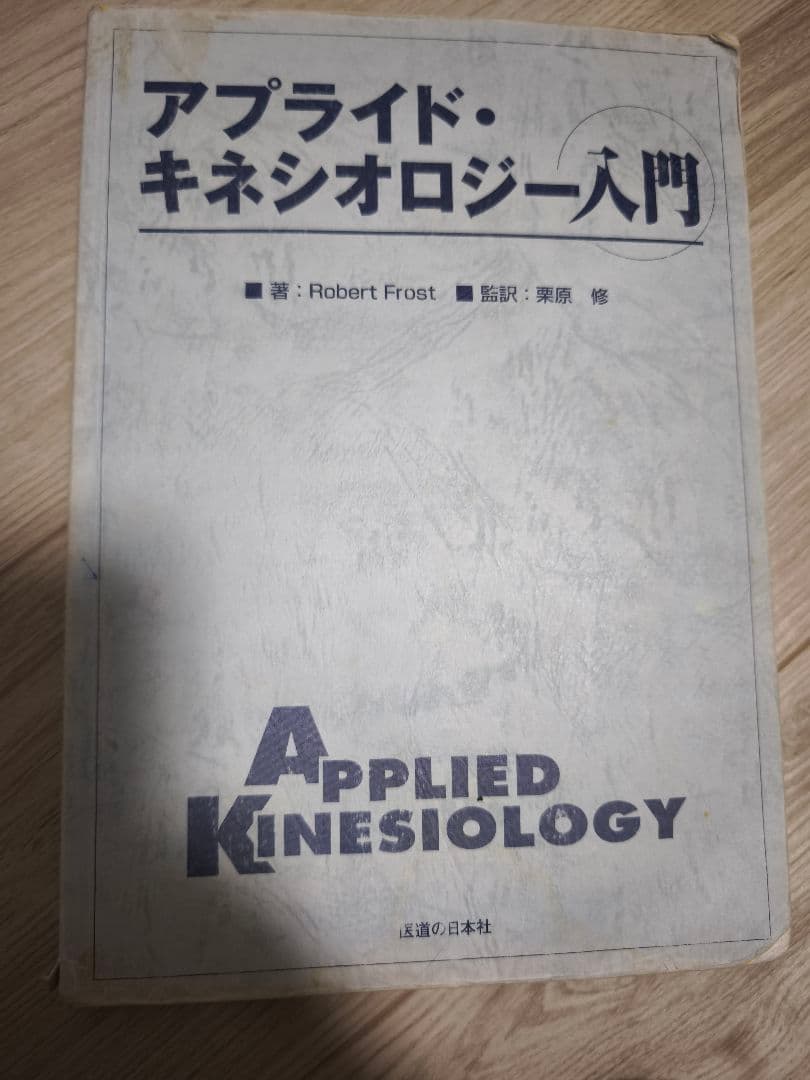 アプライド・
キネシオロジー入門
■ 著：Robert Frost ■ 監訳：栗原 修
APPLIED
KINESIOLOGY
医道の日本社